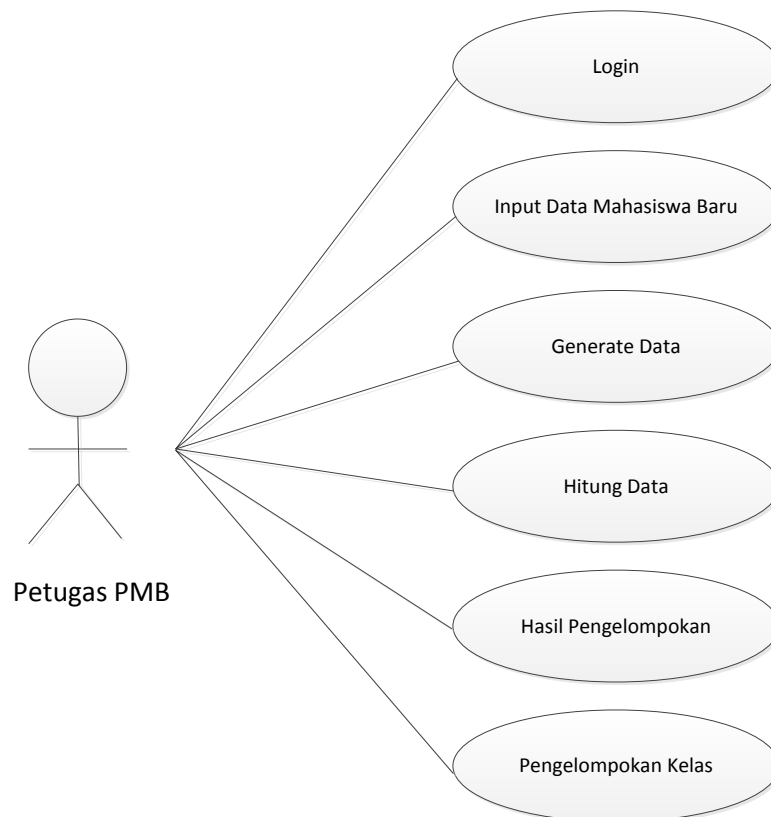 Login
Input Data Mahasiswa Baru
Generate Data
Hitung Data
Petugas PMB
Hasil Pengelompokan
Pengelompokan Kelas